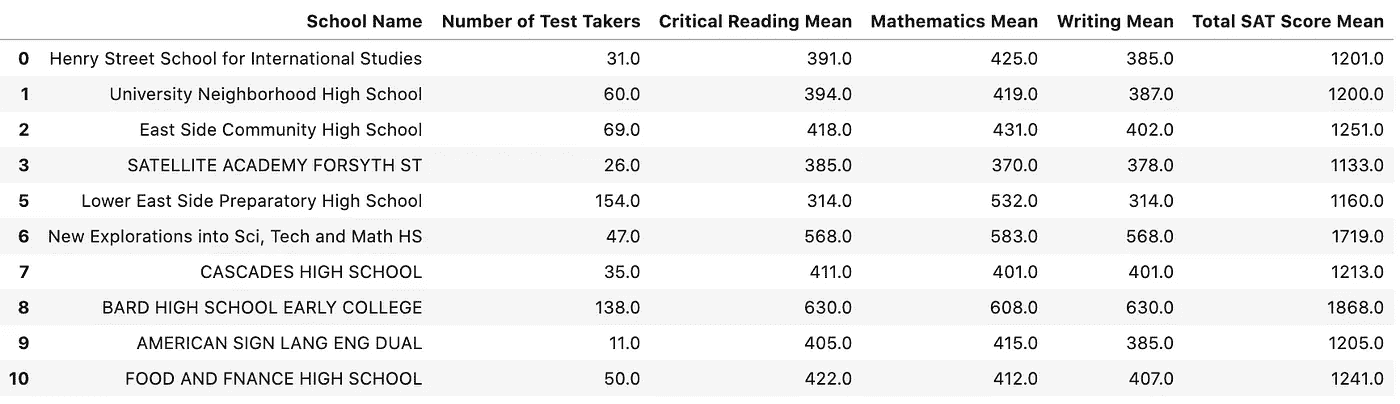 School Name Number of Test Takers Critical Reading Mean Mathematics Mean Writing Mean Total SAT Score Mean
0 Henry Street School for International Studies 31.0 391.0 425.0 385.0 1201.0
1 University Neighborhood High School 60.0 394.0 419.0 387.0 1200.0
2 East Side Community High School 69.0 418.0 431.0 402.0 1251.0
3 SATELLITE ACADEMY FORSYTH ST 26.0 385.0 370.0 378.0 1133.0
5 Lower East Side Preparatory High School 154.0 314.0 532.0 314.0 1160.0
6 New Explorations into Sci, Tech and Math HS 47.0 568.0 583.0 568.0 1719.0
7 CASCADES HIGH SCHOOL 35.0 411.0 401.0 401.0 1213.0
8 BARD HIGH SCHOOL EARLY COLLEGE 138.0 630.0 608.0 630.0 1868.0
9 AMERICAN SIGN LANG ENG DUAL 11.0 405.0 415.0 385.0 1205.0
10 FOOD AND FNANCE HIGH SCHOOL 50.0 422.0 412.0 407.0 1241.0